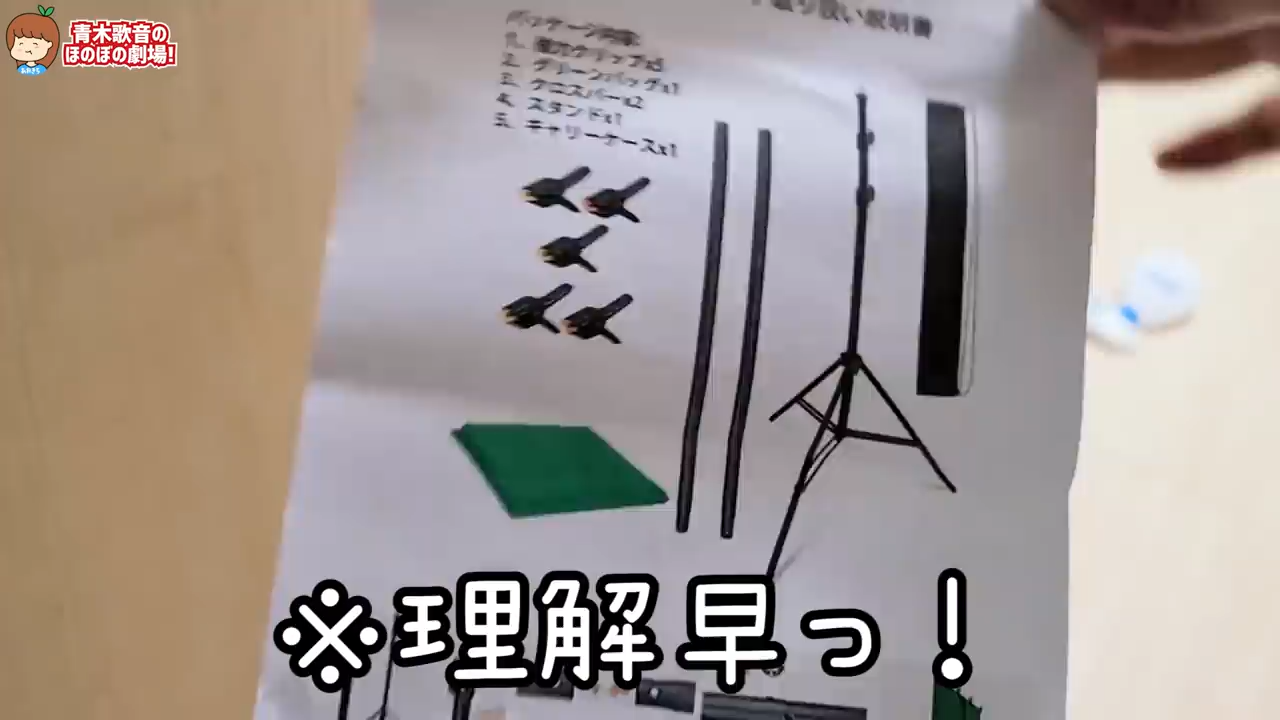 青木歌音の
ほのぼの劇場!
取り扱い説明書
パッケージ内容
1. 強力クリップx5
2. グリーンバッグx1
3. クロスバーx2
4. スタンドx1
5. キャリーケースx1
※理解早っ!